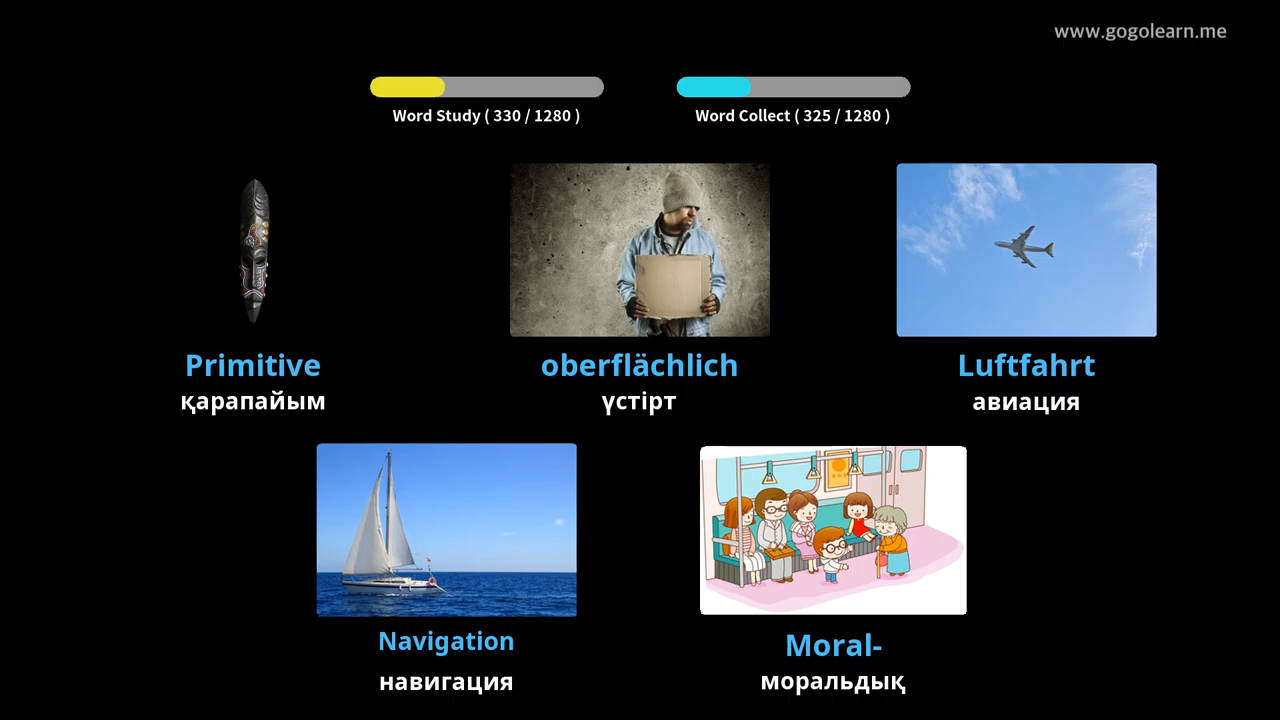 www.gogolearn.me
Word Study ( 330 / 1280 )
Word Collect ( 325 / 1280 )
Primitive
қарапайым
oberflächlich
үстірт
Luftfahrt
авиация
Navigation
навигация
Moral-
моральдық